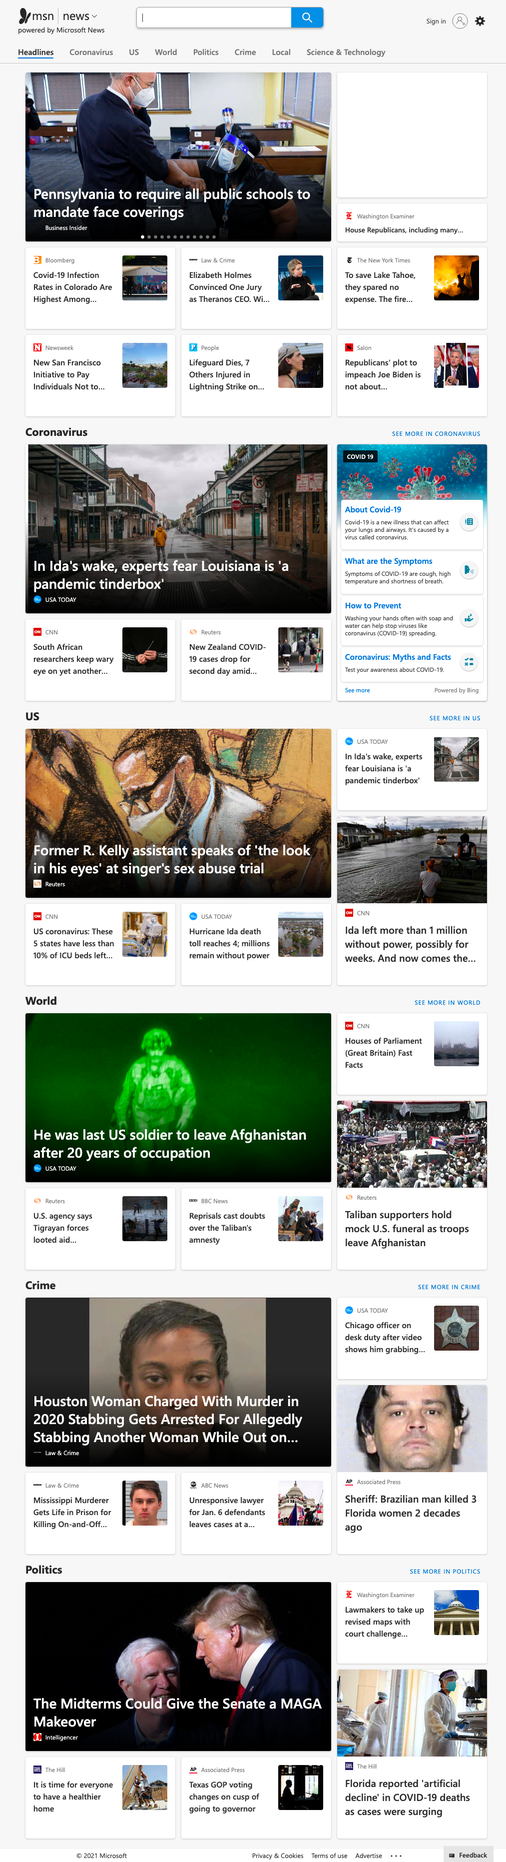 msn | news
powered by Microsoft News
Sign in
Headlines Coronavirus US World Politics Crime Local Science & Technology
Pennsylvania to require all public schools to
mandate face coverings
Business Insider
Washington Examiner
House Republicans, including many...
Bloomberg
Covid-19 Infection
Rates in Colorado Are
Highest Among...
Law & Crime
Elizabeth Holmes
Convinced One Jury
as Theranos CEO. Wi...
The New York Times
To save Lake Tahoe,
they spared no
expense. The fire...
Newsweek
New San Francisco
Initiative to Pay
Individuals Not to...
People
Lifeguard Dies, 7
Others Injured in
Lightning Strike on...
Salon
Republicans' plot to
impeach Joe Biden is
not about...
Coronavirus
SEE MORE IN CORONAVIRUS
In Ida's wake, experts fear Louisiana is 'a
pandemic tinderbox'
USA TODAY
COVID 19
About Covid-19
Covid-19 is a new illness that can affect
your lungs and airways. It's caused by a
virus called coronavirus.
What are the Symptoms
Symptoms of COVID-19 are cough, high
temperature and shortness of breath.
How to Prevent
Washing your hands often with soap and
water can help stop viruses like
coronavirus (COVID-19) spreading.
Coronavirus: Myths and Facts
Test your awareness about COVID-19.
See more
Powered by Bing
CNN
South African
researchers keep wary
eye on yet another...
Reuters
New Zealand COVID-
19 cases drop for
second day amid...
US
SEE MORE IN US
Former R. Kelly assistant speaks of 'the look
in his eyes' at singer's sex abuse trial
Reuters
USA TODAY
In Ida's wake, experts
fear Louisiana is 'a
pandemic tinderbox'
CNN
Ida left more than 1 million
without power, possibly for
weeks. And now comes the...
CNN
US coronavirus: These
5 states have less than
10% of ICU beds left...
USA TODAY
Hurricane Ida death
toll reaches 4; millions
remain without power
World
SEE MORE IN WORLD
He was last US soldier to leave Afghanistan
after 20 years of occupation
USA TODAY
CNN
Houses of Parliament
(Great Britain) Fast
Facts
Reuters
Taliban supporters hold
mock U.S. funeral as troops
leave Afghanistan
Reuters
U.S. agency says
Tigrayan forces
looted aid...
BBC News
Reprisals cast doubts
over the Taliban's
amnesty
Crime
SEE MORE IN CRIME
Houston Woman Charged With Murder in
2020 Stabbing Gets Arrested For Allegedly
Stabbing Another Woman While Out on...
Law & Crime
USA TODAY
Chicago officer on
desk duty after video
shows him grabbing...
Associated Press
Sheriff: Brazilian man killed 3
Florida women 2 decades
ago
Law & Crime
Mississippi Murderer
Gets Life in Prison for
Killing On-and-Off...
ABC News
Unresponsive lawyer
for Jan. 6 defendants
leaves cases at a...
Politics
SEE MORE IN POLITICS
The Midterms Could Give the Senate a MAGA
Makeover
Intelligencer
Washington Examiner
Lawmakers to take up
revised maps with
court challenge...
The Hill
Florida reported 'artificial
decline' in COVID-19 deaths
as cases were surging
The Hill
It is time for everyone
to have a healthier
home
Associated Press
Texas GOP voting
changes on cusp of
going to governor
© 2021 Microsoft
Privacy & Cookies Terms of use Advertise ...
Feedback